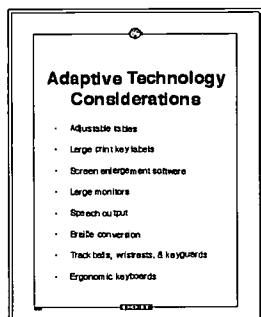 Adaptive Technology
Considerations
· Adjustable tables
· Large print key labels
· Screen enlargement software
· Large monitors
· Speech output
· Braille conversion
· Track balls, wristrests, & keyguards
· Ergonomic keyboards